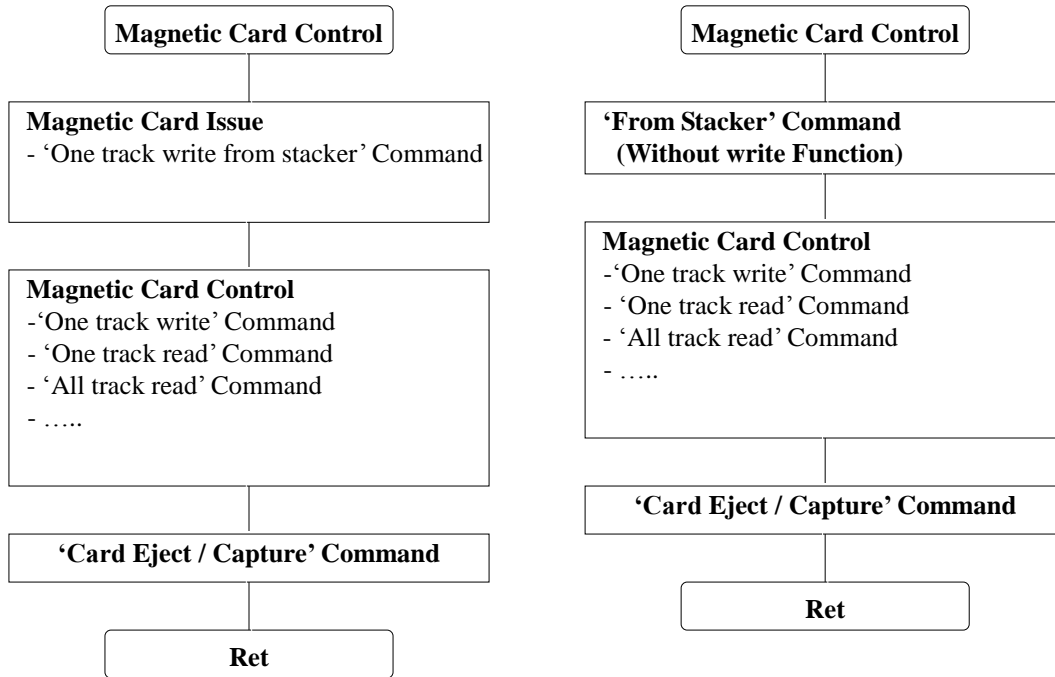 Magnetic Card Control
Magnetic Card Issue
- ‘One track write from stacker’ Command
Magnetic Card Control
-‘One track write’ Command
- ‘One track read’ Command
- ‘All track read’ Command
- …..
‘Card Eject / Capture’ Command
Ret
Magnetic Card Control
‘From Stacker’ Command
(Without write Function)
Magnetic Card Control
-‘One track write’ Command
- ‘One track read’ Command
- ‘All track read’ Command
- …..
‘Card Eject / Capture’ Command
Ret